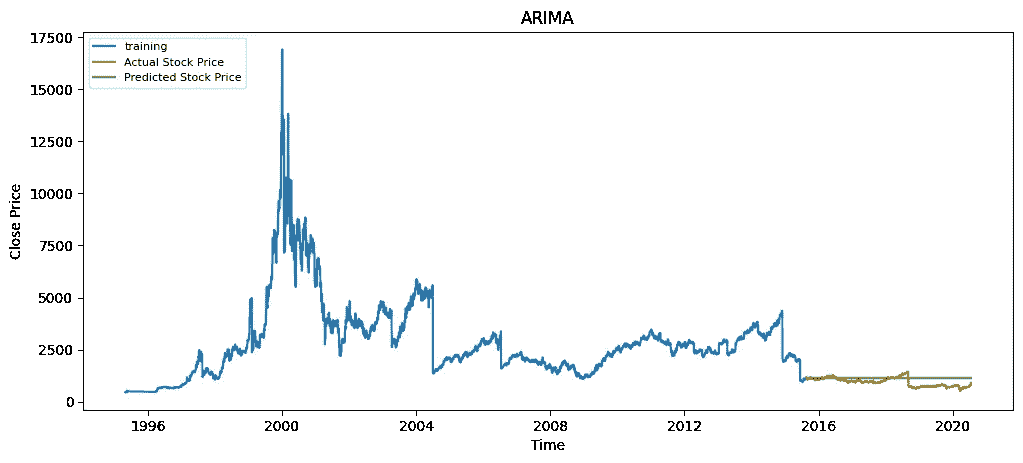 ARIMA
training
Actual Stock Price
Predicted Stock Price
17500
15000
12500
10000
7500
5000
2500
0
Close Price
1996
2000
2004
2008
2012
2016
2020
Time